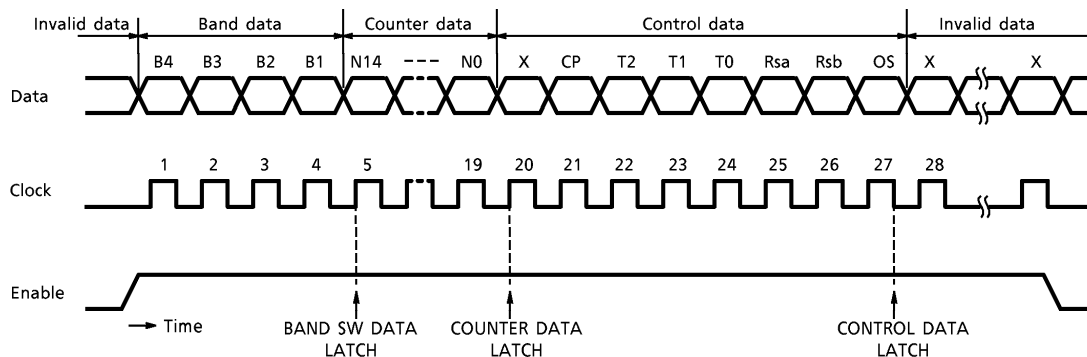 Invalid data Band data Counter data Control data Invalid data
B4 B3 B2 B1 N14 N0 X CP T2 T1 T0 Rsa Rsb OS X X
Data
1 2 3 4 5 19 20 21 22 23 24 25 26 27 28
Clock
Enable
Time
BAND SW DATA LATCH
COUNTER DATA LATCH
CONTROL DATA LATCH